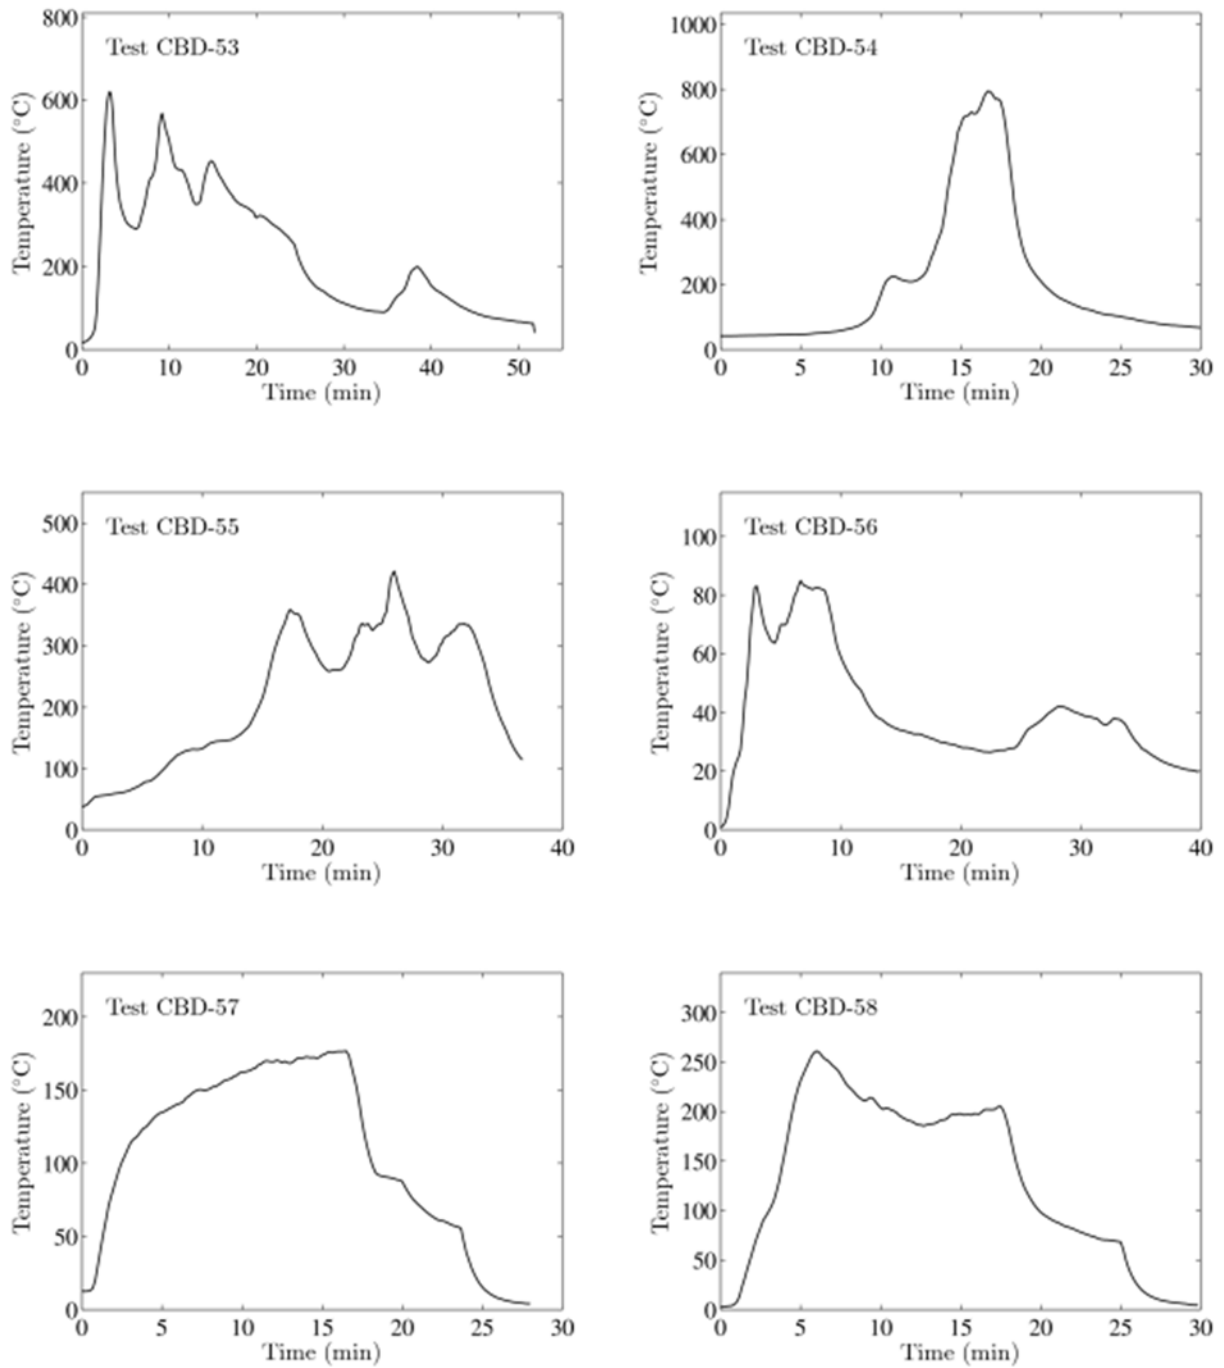 Test CBD-53
Temperature (°C)
800
600
400
200
0
0 10 20 30 40 50
Time (min)
Test CBD-54
Temperature (°C)
1000
800
600
400
200
0
0 5 10 15 20 25 30
Time (min)
Test CBD-55
Temperature (°C)
500
400
300
200
100
0
0 10 20 30 40
Time (min)
Test CBD-56
Temperature (°C)
100
80
60
40
20
0
0 10 20 30 40
Time (min)
Test CBD-57
Temperature (°C)
200
150
100
50
0
0 5 10 15 20 25 30
Time (min)
Test CBD-58
Temperature (°C)
300
250
200
150
100
50
0
0 5 10 15 20 25 30
Time (min)